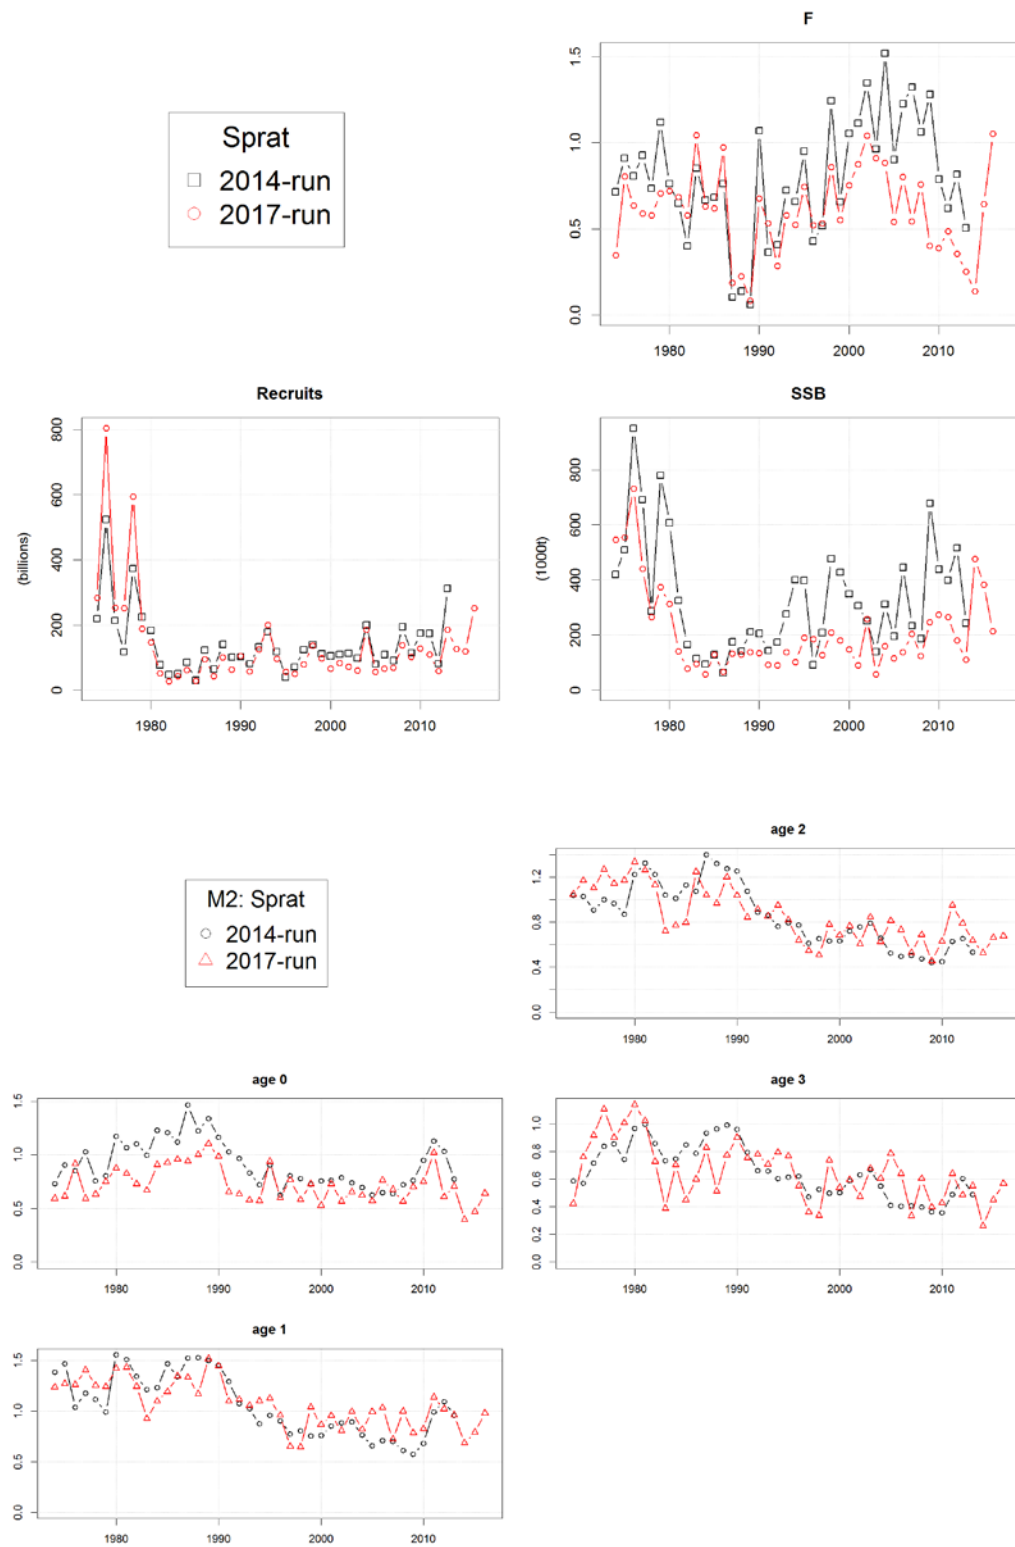 F
Sprat
2014-run
2017-run
0.0 0.5 1.0 1.5
1980 1990 2000 2010
Recruits
(billions)
0 200 400 600 800
1980 1990 2000 2010
SSB
(1000t)
0 200 400 600 800
1980 1990 2000 2010
age 2
M2: Sprat
2014-run
2017-run
0.0 0.4 0.8 1.2
1980 1990 2000 2010
age 0
0.0 0.5 1.0 1.5
1980 1990 2000 2010
age 3
0.0 0.2 0.4 0.6 0.8 1.0
1980 1990 2000 2010
age 1
0.0 0.5 1.0 1.5
1980 1990 2000 2010